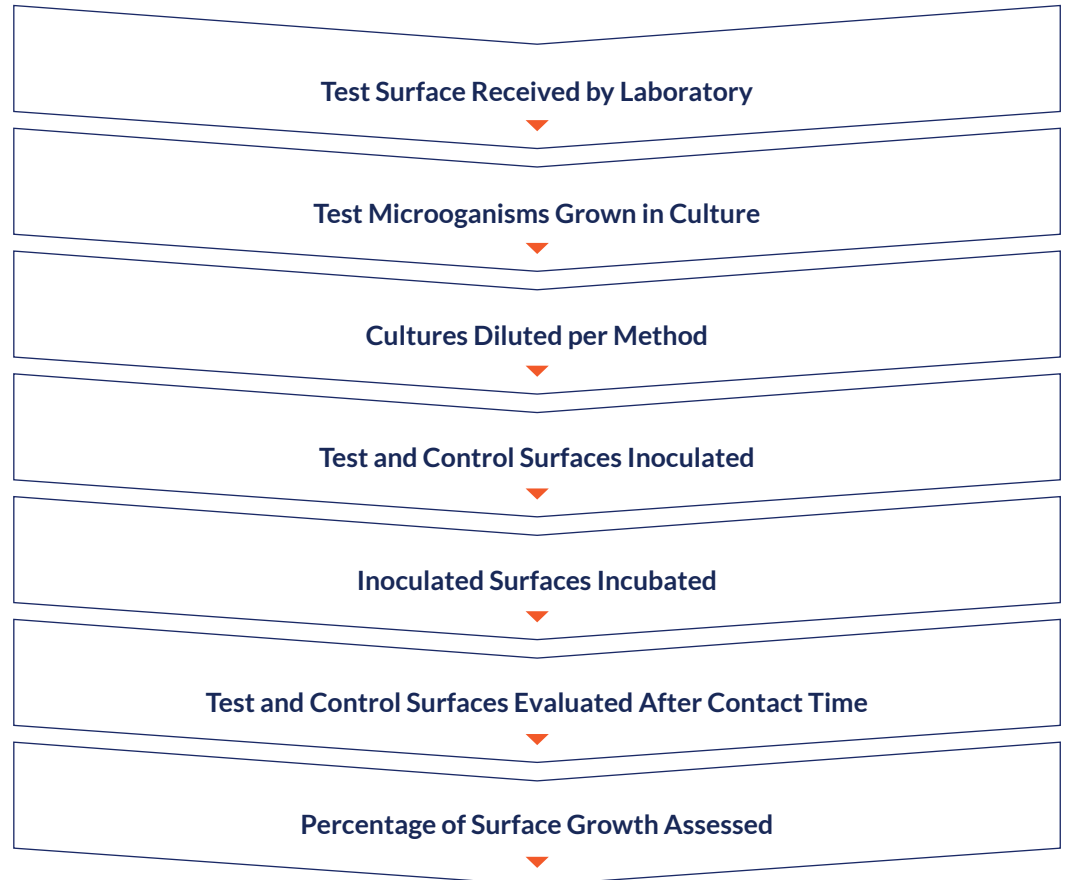 Test Surface Received by Laboratory
Test Microoganisms Grown in Culture
Cultures Diluted per Method
Test and Control Surfaces Inoculated
Inoculated Surfaces Incubated
Test and Control Surfaces Evaluated After Contact Time
Percentage of Surface Growth Assessed